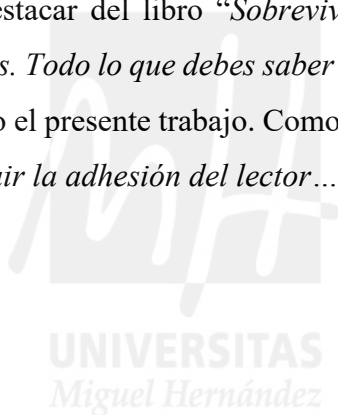 estacar del libro “Sobreviv
s. Todo lo que debes saber
o el presente trabajo. Como
ir la adhesión del lector…
UNIVERSITAS
Miguel Hernández